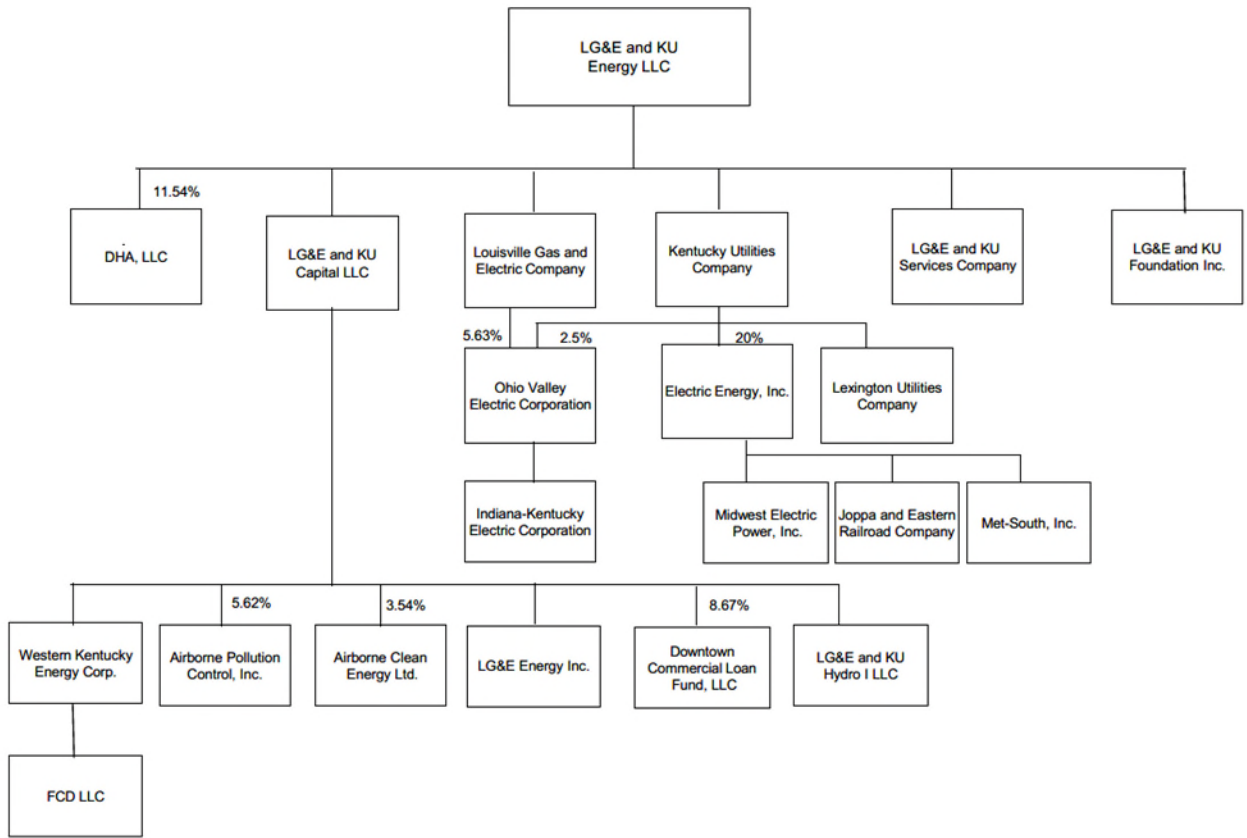 LG&E and KU
Energy LLC
11.54%
DHA, LLC
LG&E and KU
Capital LLC
Louisville Gas and
Electric Company
Kentucky Utilities
Company
LG&E and KU
Services Company
LG&E and KU
Foundation Inc.
5.63%
2.5%
20%
Ohio Valley
Electric Corporation
Electric Energy, Inc.
Lexington Utilities
Company
Indiana-Kentucky
Electric Corporation
Midwest Electric
Power, Inc.
Joppa and Eastern
Railroad Company
Met-South, Inc.
5.62%
3.54%
8.67%
Western Kentucky
Energy Corp.
Airborne Pollution
Control, Inc.
Airborne Clean
Energy Ltd.
LG&E Energy Inc.
Downtown
Commercial Loan
Fund, LLC
LG&E and KU
Hydro I LLC
FCD LLC